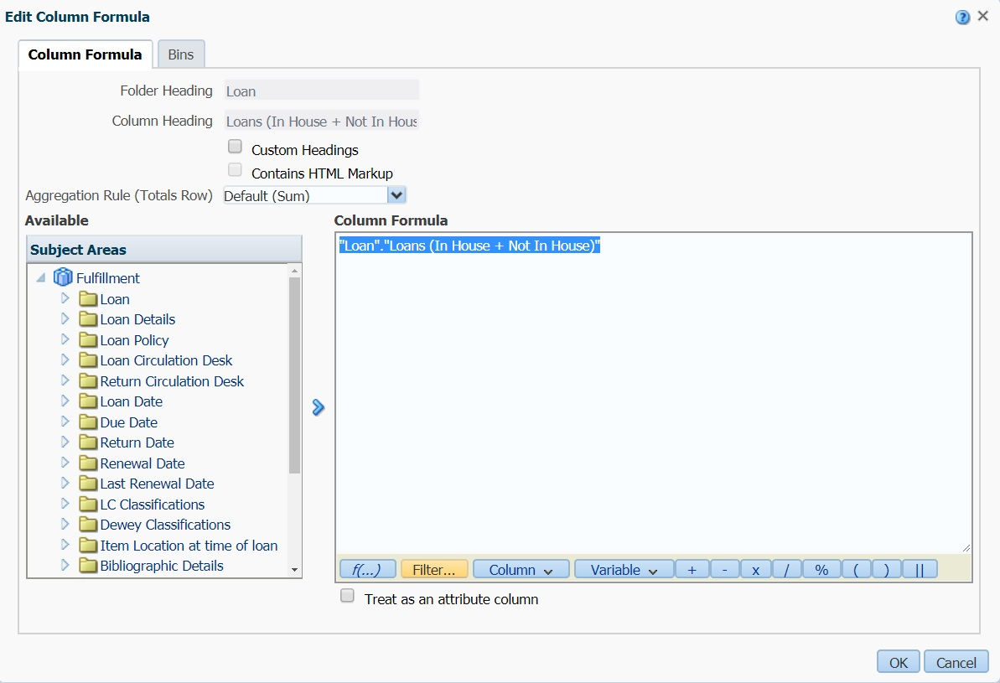 Edit Column Formula
Column Formula
Bins
Folder Heading Loan
Column Heading Loans (In House + Not In Hous
Custom Headings
Contains HTML Markup
Aggregation Rule (Totals Row) Default (Sum)
Available
Column Formula
Subject Areas
Fulfillment
Loan
Loan Details
Loan Policy
Loan Circulation Desk
Return Circulation Desk
Loan Date
Due Date
Return Date
Renewal Date
Last Renewal Date
LC Classifications
Dewey Classifications
Item Location at time of loan
Bibliographic Details
"Loan"."Loans (In House + Not In House)"
f(...) Filter... Column Variable + - x / % ( ) ||
Treat as an attribute column
OK Cancel